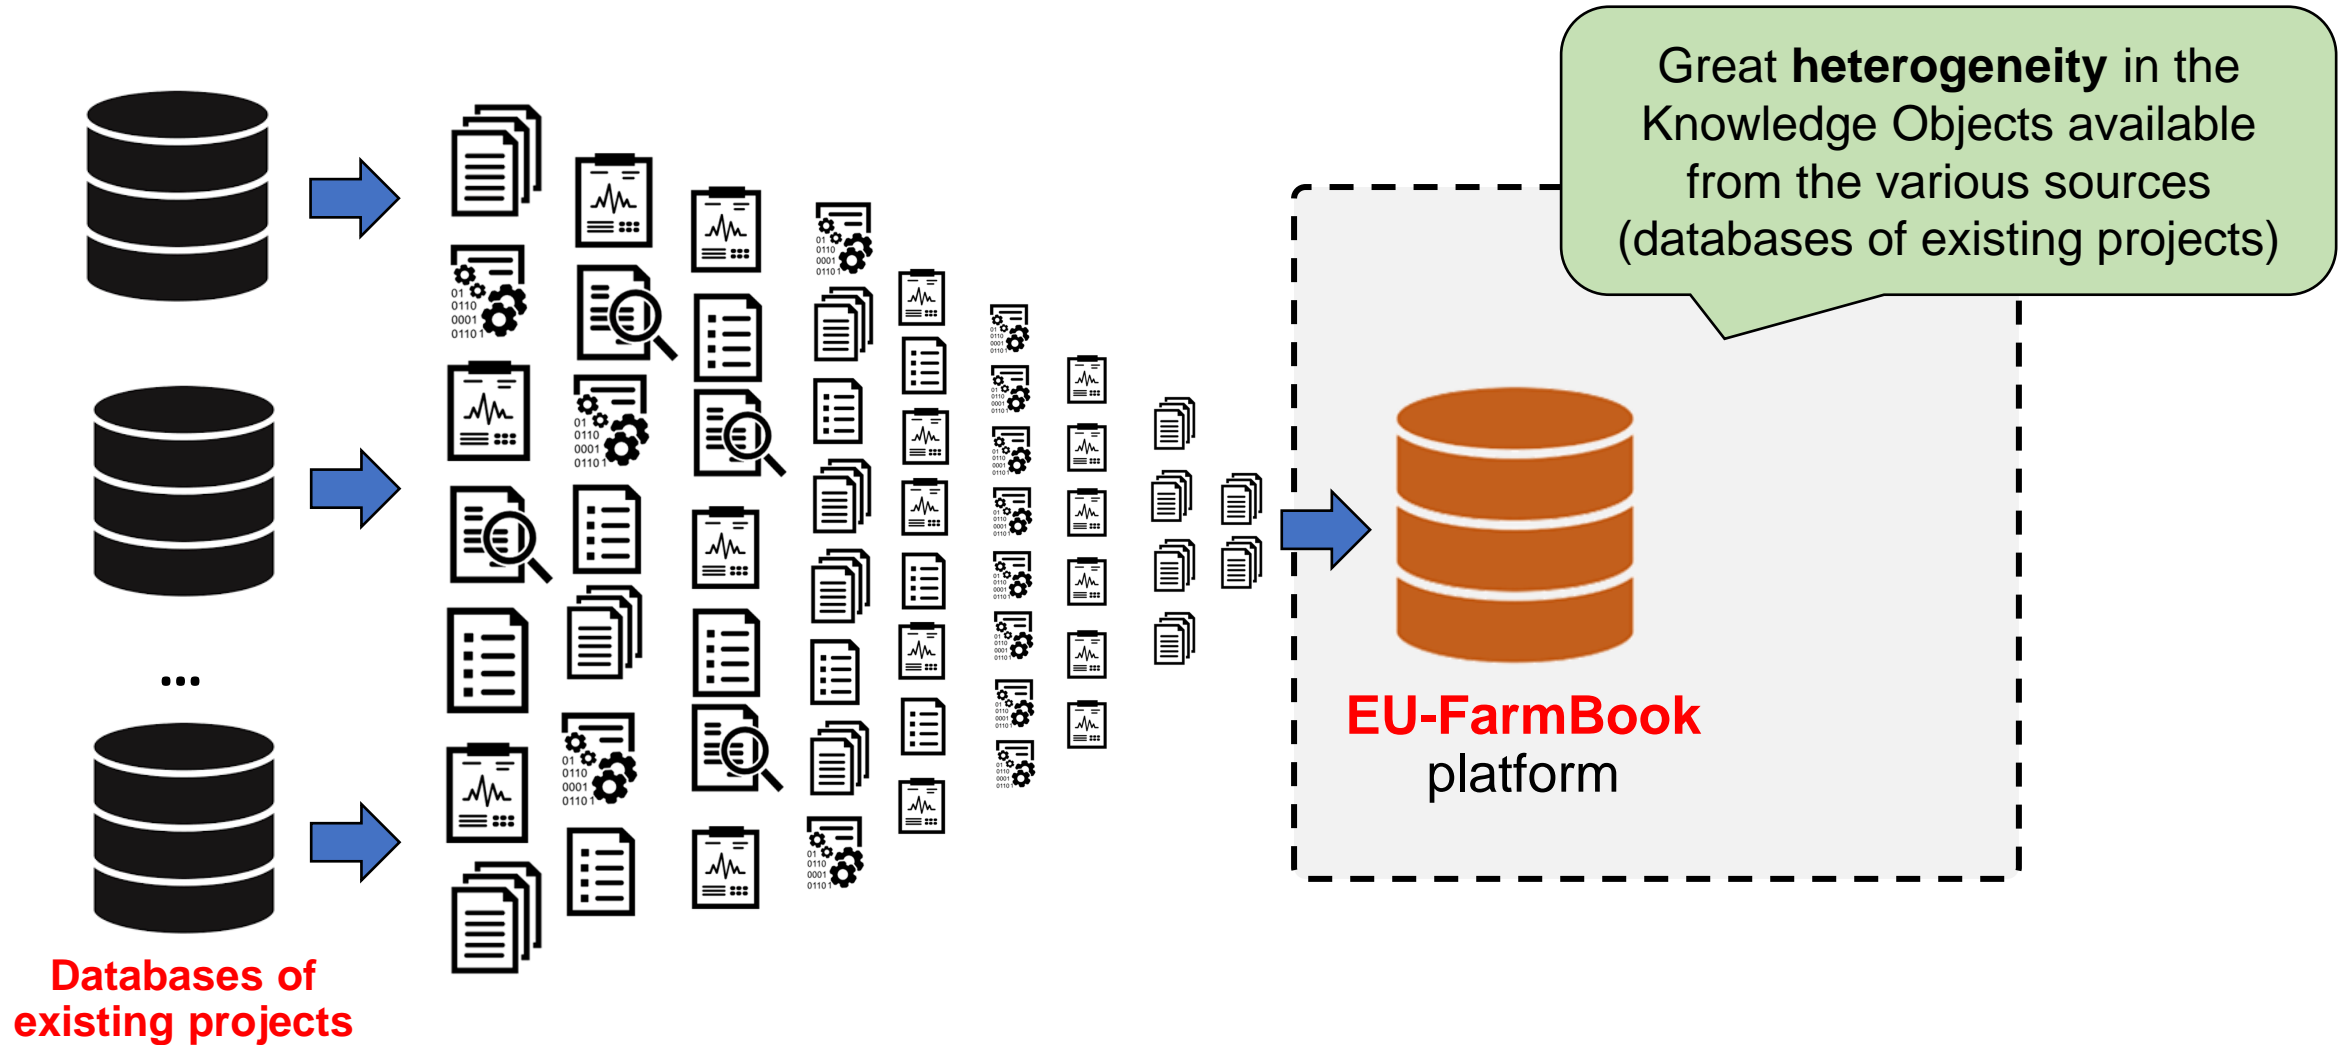 Great heterogeneity in the
Knowledge Objects available
from the various sources
(databases of existing projects)
...
EU-FarmBook
platform
Databases of
existing projects